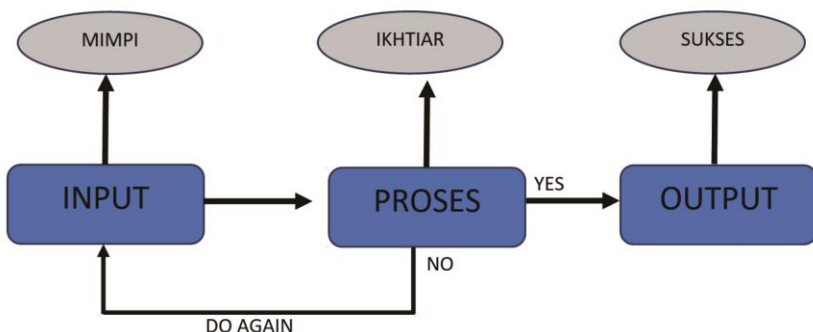 MIMPI
IKHTIAR
SUKSES
INPUT
PROSES
YES
OUTPUT
NO
DO AGAIN